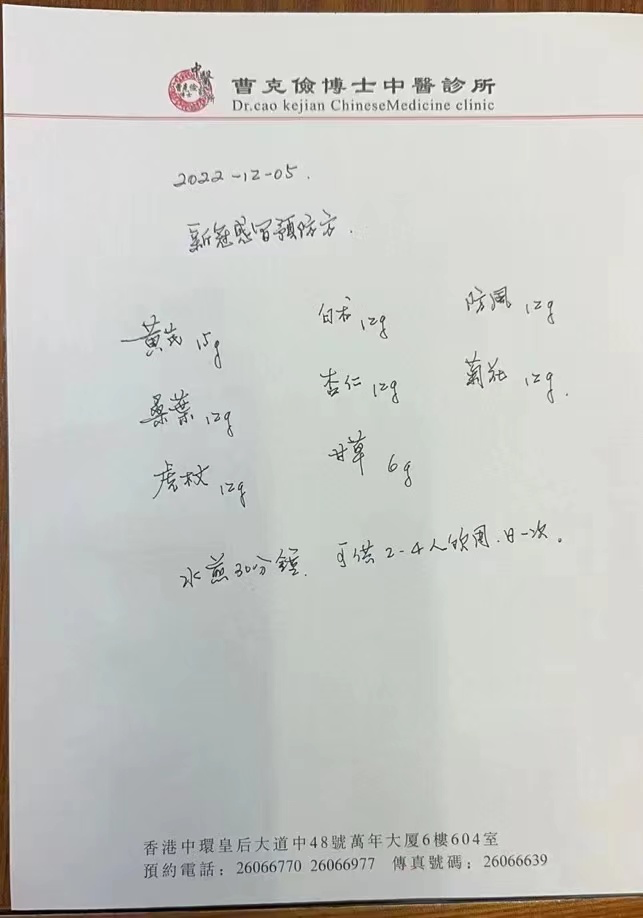 中醫
曹克儉博士中醫診所
Dr.cao kejian ChineseMedicine clinic
2022-12-05.
新冠感冒預防方.
黃芪 15g 白术 12g 防風 12g
桑葉 12g 杏仁 12g 菊花 12g.
虎杖 12g 甘草 6g
水煎30分鐘. 可供2-4人飲用.日一次。
香港中環皇后大道中48號萬年大厦6樓604室
預約電話：26066770 26066977 傳真號碼：26066639